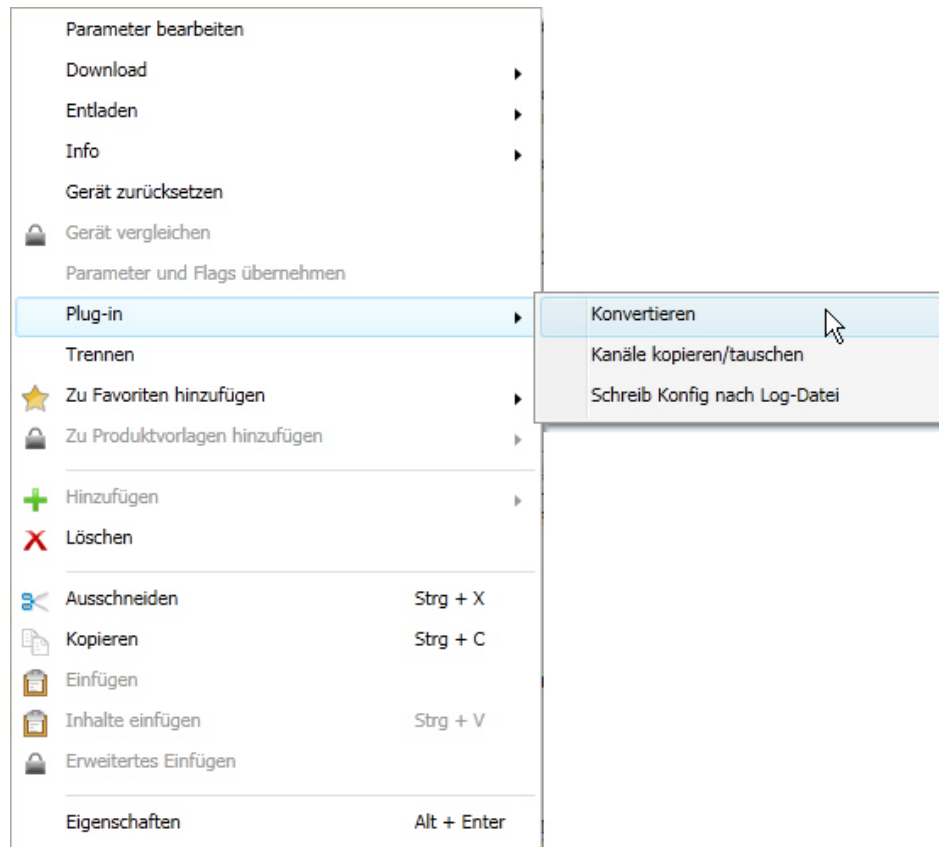 Parameter bearbeiten
Download
Entladen
Info
Gerät zurücksetzen
Gerät vergleichen
Parameter und Flags übernehmen
Plug-in
Konvertieren
Trennen
Kanäle kopieren/tauschen
Zu Favoriten hinzufügen
Schreib Konfig nach Log-Datei
Zu Produktvorlagen hinzufügen
Hinzufügen
Löschen
Ausschneiden Strg + X
Kopieren Strg + C
Einfügen
Inhalte einfügen Strg + V
Erweitertes Einfügen
Eigenschaften Alt + Enter